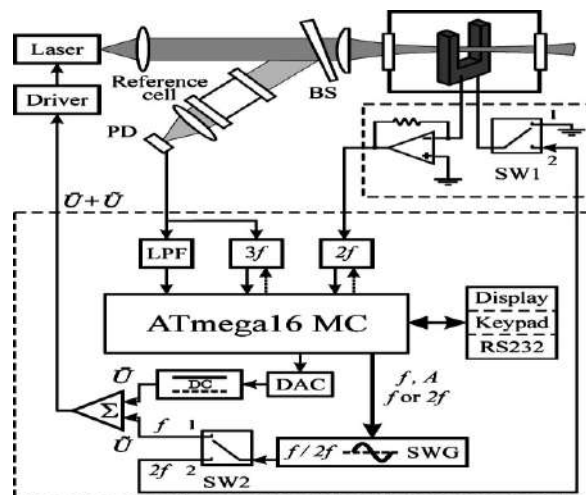 Laser
Reference
cell
BS
Driver
PD
1
2
SW1
Ũ + Ũ
LPF
3f
2f
ATmega16 MC
Display
Keypad
RS232
Ũ
DC
DAC
f, A
f or 2f
Σ
f
1
Ũ
2f
2
SW2
f / 2f
SWG